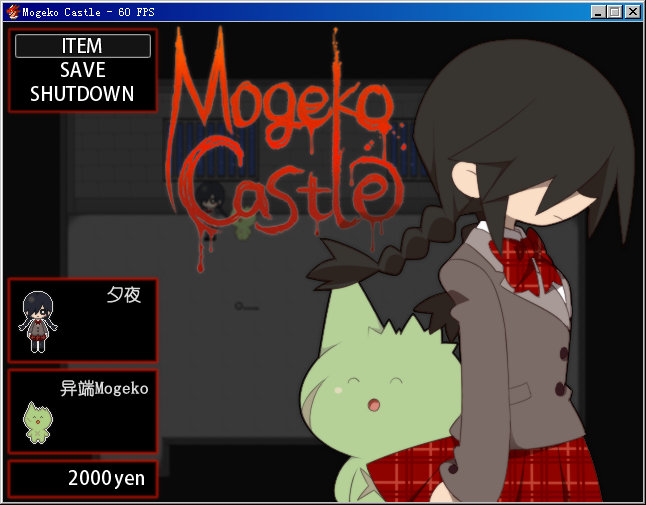 Mogeko Castle - 60 FPS
ITEM
SAVE
SHUTDOWN
Mogeko
Castle
夕夜
异端Mogeko
2000yen